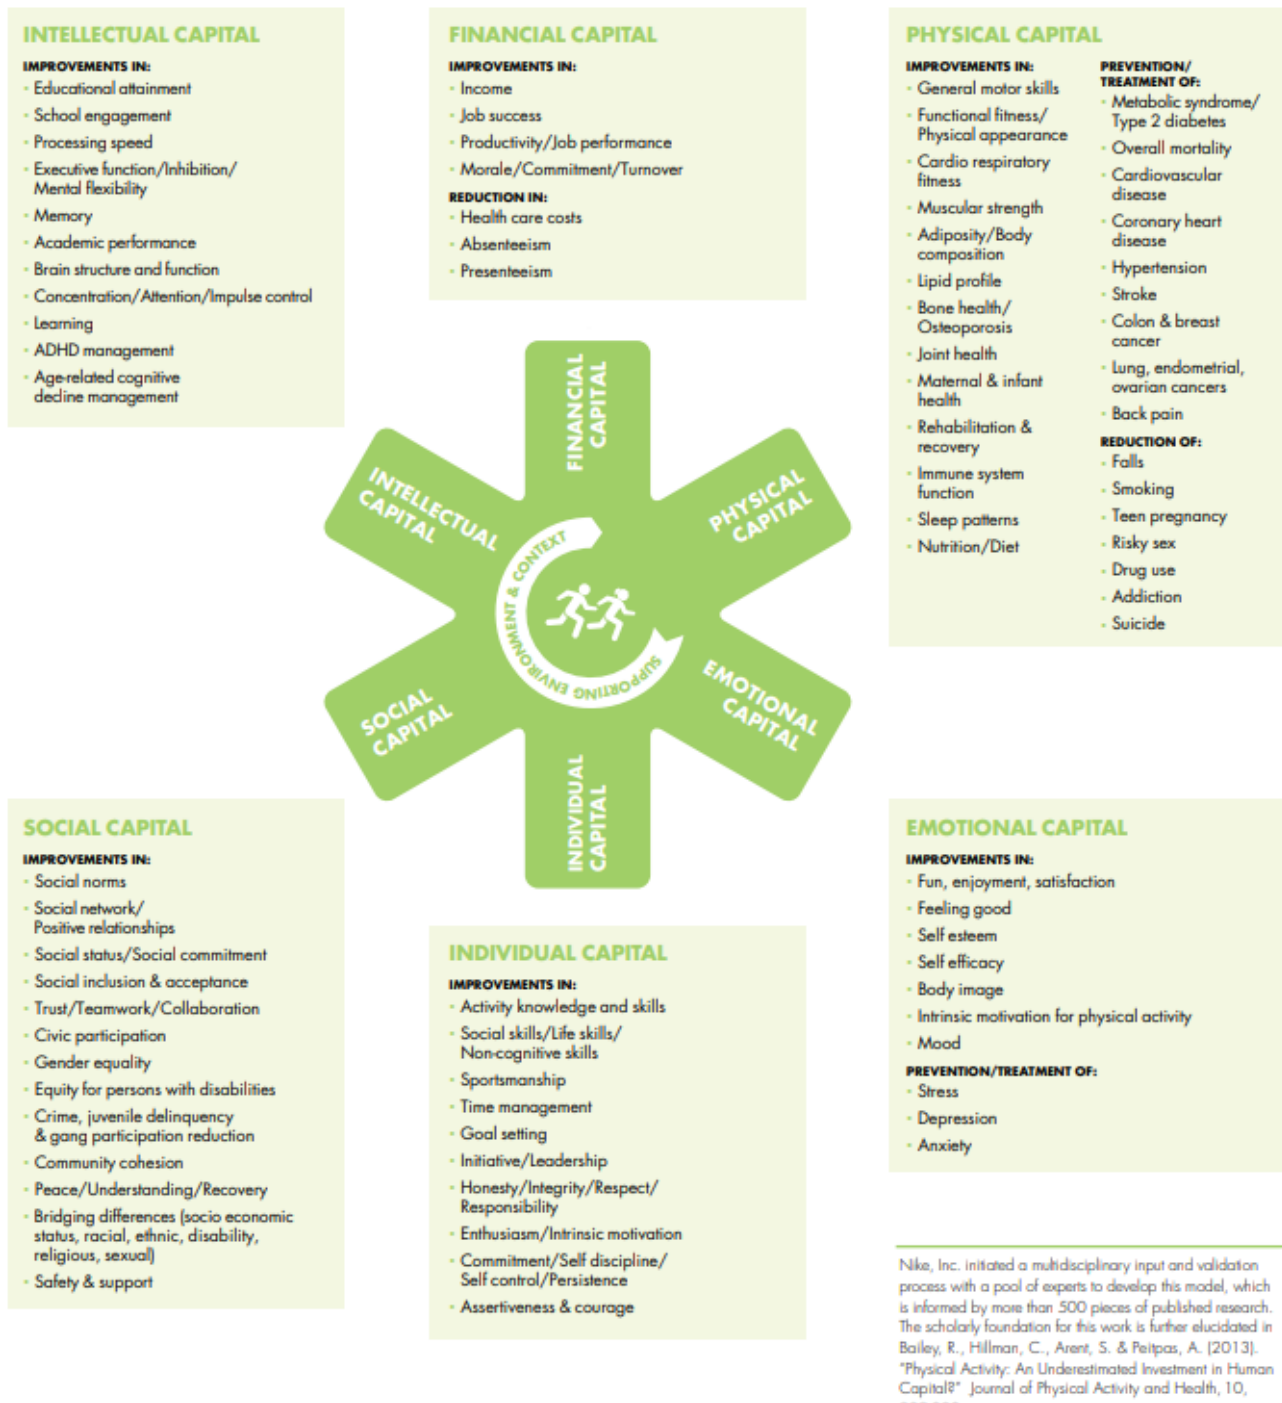 INTELLECTUAL CAPITAL
IMPROVEMENTS IN:
• Educational attainment
• School engagement
• Processing speed
• Executive function/Inhibition/
Mental flexibility
• Memory
• Academic performance
• Brain structure and function
• Concentration/Attention/Impulse control
• Learning
• ADHD management
• Age-related cognitive
decline management
FINANCIAL CAPITAL
IMPROVEMENTS IN:
• Income
• Job success
• Productivity/Job performance
• Morale/Commitment/Turnover
REDUCTION IN:
• Health care costs
• Absenteeism
• Presenteeism
PHYSICAL CAPITAL
IMPROVEMENTS IN:
• General motor skills
• Functional fitness/
Physical appearance
• Cardio respiratory
fitness
• Muscular strength
• Adiposity/Body
composition
• Lipid profile
• Bone health/
Osteoporosis
• Joint health
• Maternal & infant
health
• Rehabilitation &
recovery
• Immune system
function
• Sleep patterns
• Nutrition/Diet
PREVENTION/
TREATMENT OF:
• Metabolic syndrome/
Type 2 diabetes
• Overall mortality
• Cardiovascular
disease
• Coronary heart
disease
• Hypertension
• Stroke
• Colon & breast
cancer
• Lung, endometrial,
ovarian cancers
• Back pain
REDUCTION OF:
• Falls
• Smoking
• Teen pregnancy
• Risky sex
• Drug use
• Addiction
• Suicide
FINANCIAL
CAPITAL
INTELLECTUAL
CAPITAL
PHYSICAL
CAPITAL
SUPPORTING ENVIRONMENT & CONTEXT
SOCIAL
CAPITAL
EMOTIONAL
CAPITAL
INDIVIDUAL
CAPITAL
SOCIAL CAPITAL
IMPROVEMENTS IN:
• Social norms
• Social network/
Positive relationships
• Social status/Social commitment
• Social inclusion & acceptance
• Trust/Teamwork/Collaboration
• Civic participation
• Gender equality
• Equity for persons with disabilities
• Crime, juvenile delinquency
& gang participation reduction
• Community cohesion
• Peace/Understanding/Recovery
• Bridging differences (socio economic
status, racial, ethnic, disability,
religious, sexual)
• Safety & support
INDIVIDUAL CAPITAL
IMPROVEMENTS IN:
• Activity knowledge and skills
• Social skills/Life skills/
Non-cognitive skills
• Sportsmanship
• Time management
• Goal setting
• Initiative/Leadership
• Honesty/Integrity/Respect/
Responsibility
• Enthusiasm/Intrinsic motivation
• Commitment/Self discipline/
Self control/Persistence
• Assertiveness & courage
EMOTIONAL CAPITAL
IMPROVEMENTS IN:
• Fun, enjoyment, satisfaction
• Feeling good
• Self esteem
• Self efficacy
• Body image
• Intrinsic motivation for physical activity
• Mood
PREVENTION/TREATMENT OF:
• Stress
• Depression
• Anxiety
Nike, Inc. initiated a multidisciplinary input and validation
process with a pool of experts to develop this model, which
is informed by more than 500 pieces of published research.
The scholarly foundation for this work is further elucidated in
Bailey, R., Hillman, C., Arent, S. & Peitpas, A. (2013).
"Physical Activity: An Underestimated Investment in Human
Capital?" Journal of Physical Activity and Health, 10,